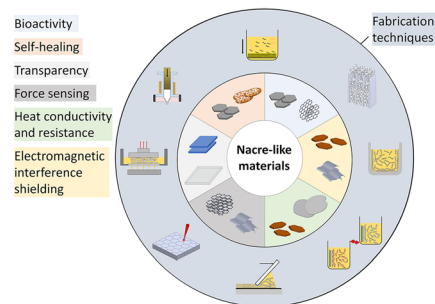 Bioactivity
Self-healing
Transparency
Force sensing
Heat conductivity
and resistance
Electromagnetic
interference
shielding
Fabrication
techniques
Nacre-like
materials